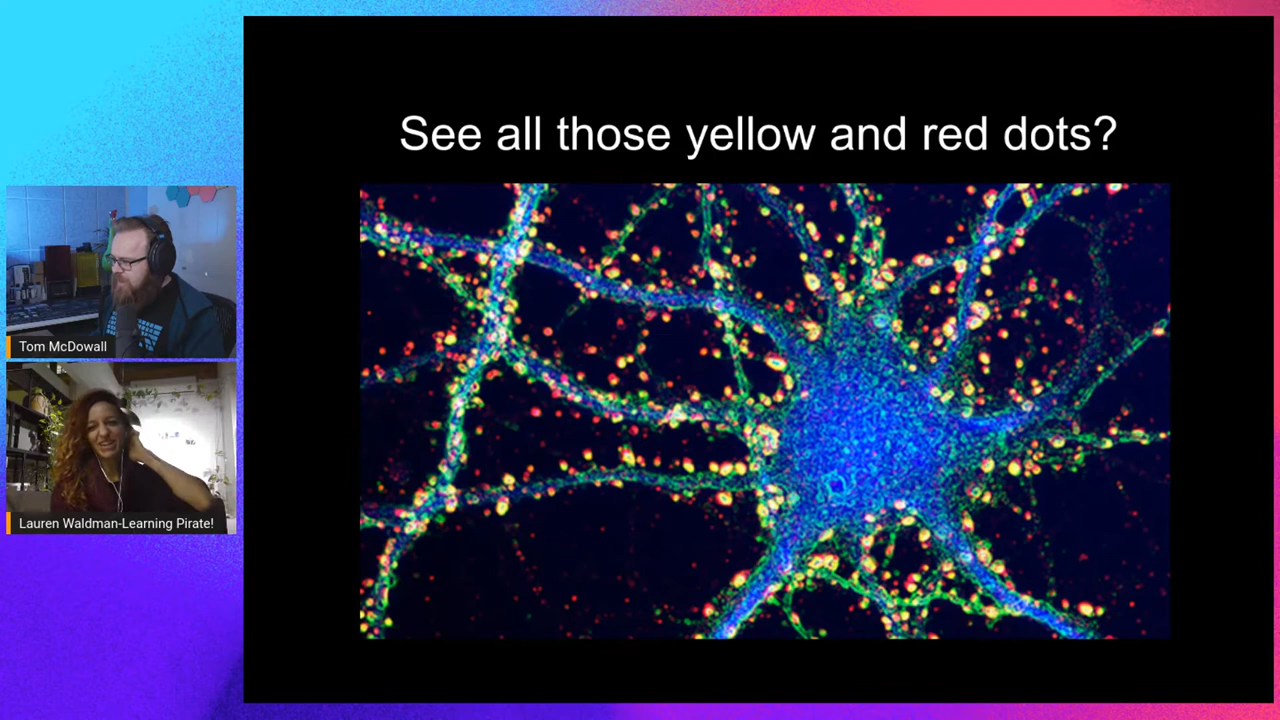 See all those yellow and red dots?
Tom McDowall
Lauren Waldman-Learning Pirate!